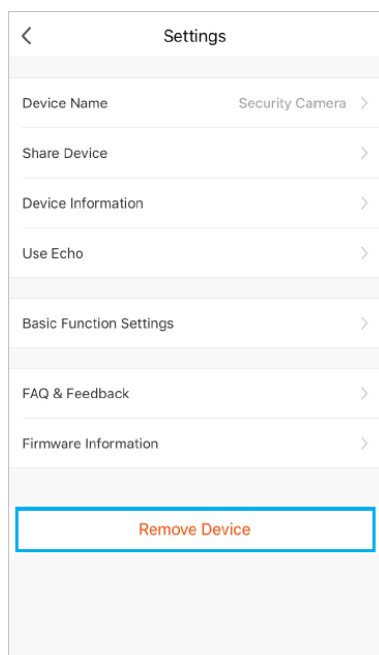 Settings
Device Name Security Camera
Share Device
Device Information
Use Echo
Basic Function Settings
FAQ & Feedback
Firmware Information
Remove Device